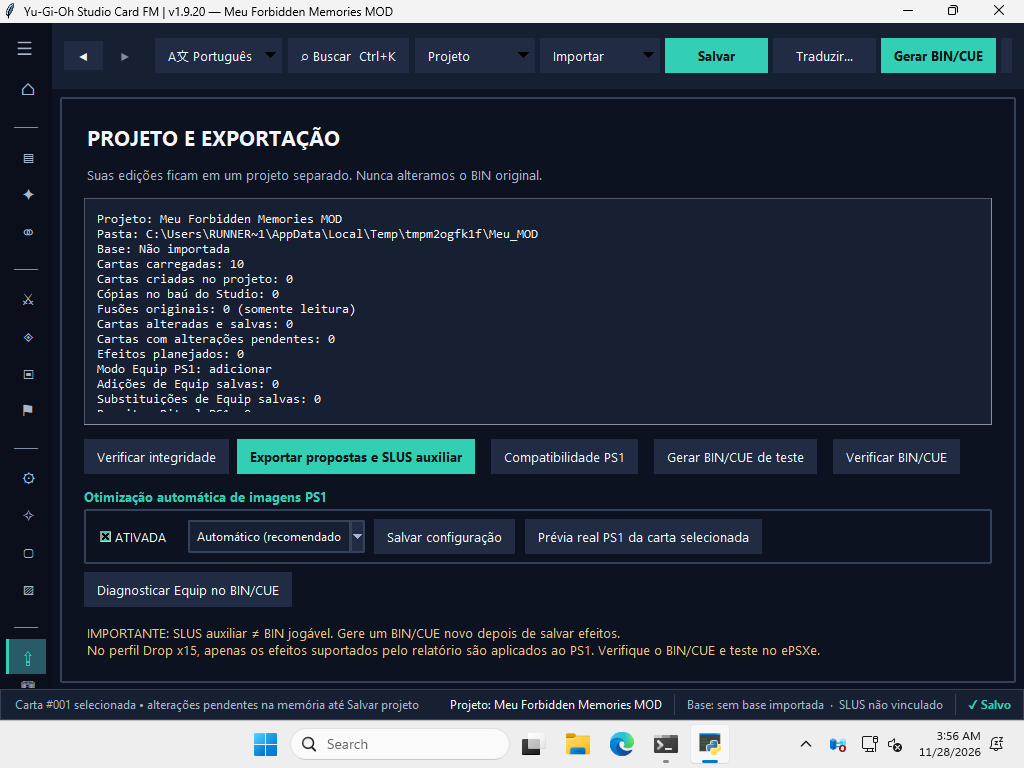 Yu-Gi-Oh Studio Card FM | v1.9.20 — Meu Forbidden Memories MOD
A文 Português
Buscar Ctrl+K
Projeto
Importar
Salvar
Traduzir...
Gerar BIN/CUE
PROJETO E EXPORTAÇÃO
Suas edições ficam em um projeto separado. Nunca alteramos o BIN original.
Projeto: Meu Forbidden Memories MOD
Pasta: C:\Users\RUNNER~1\AppData\Local\Temp\tmpm2ogfk1f\Meu_MOD
Base: Não importada
Cartas carregadas: 10
Cartas criadas no projeto: 0
Cópias no baú do Studio: 0
Fusões originais: 0 (somente leitura)
Cartas alteradas e salvas: 0
Cartas com alterações pendentes: 0
Efeitos planejados: 0
Modo Equip PS1: adicionar
Adições de Equip salvas: 0
Substituições de Equip salvas: 0
Verificar integridade
Exportar propostas e SLUS auxiliar
Compatibilidade PS1
Gerar BIN/CUE de teste
Verificar BIN/CUE
Otimização automática de imagens PS1
ATIVADA
Automático (recomendado
Salvar configuração
Prévia real PS1 da carta selecionada
Diagnosticar Equip no BIN/CUE
IMPORTANTE: SLUS auxiliar ≠ BIN jogável. Gere um BIN/CUE novo depois de salvar efeitos.
No perfil Drop x15, apenas os efeitos suportados pelo relatório são aplicados ao PS1. Verifique o BIN/CUE e teste no ePSXe.
Carta #001 selecionada • alterações pendentes na memória até Salvar projeto
Projeto: Meu Forbidden Memories MOD
Base: sem base importada · SLUS não vinculado
✓ Salvo
Search
3:56 AM
11/28/2026